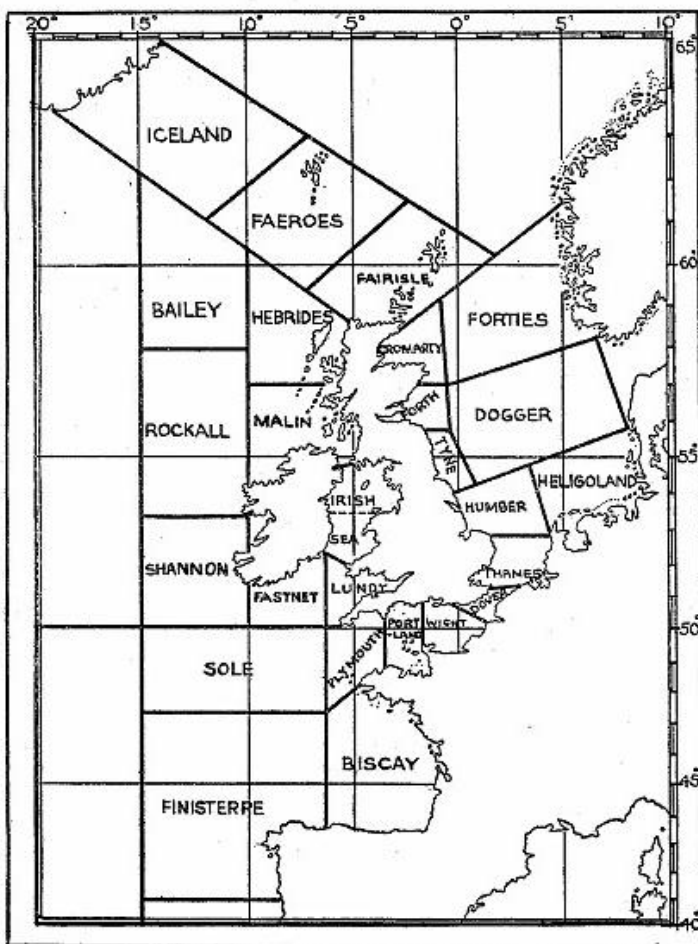 20° 15° 10° 5° 0° 5° 10°
65°
ICELAND
FAEROES
60°
FAIRISLE
BAILEY
HEBRIDES
FORTIES
CROMARTY
FORTH
DOGGER
MALIN
ROCKALL
TYNE
55°
HELIGOLAND
IRISH
SEA
HUMBER
SHANNON
FASTNET
LUNDY
THAMES
DOVER
PORT
-LAND
WIGHT
50°
SOLE
PLYMOUTH
BISCAY
45°
FINISTERRE
40°